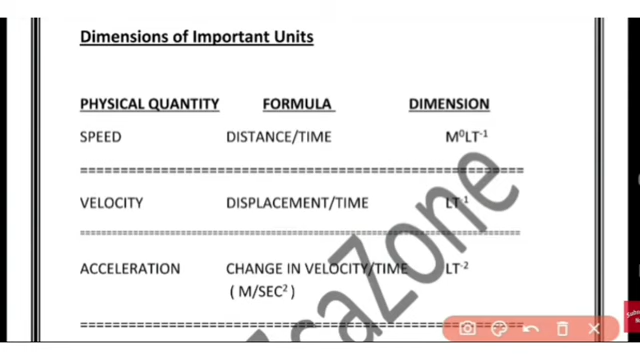 Dimensions of Important Units
PHYSICAL QUANTITY FORMULA DIMENSION
SPEED DISTANCE/TIME M⁰LT⁻¹
VELOCITY DISPLACEMENT/TIME LT⁻¹
ACCELERATION CHANGE IN VELOCITY/TIME LT⁻²
( M/SEC² )